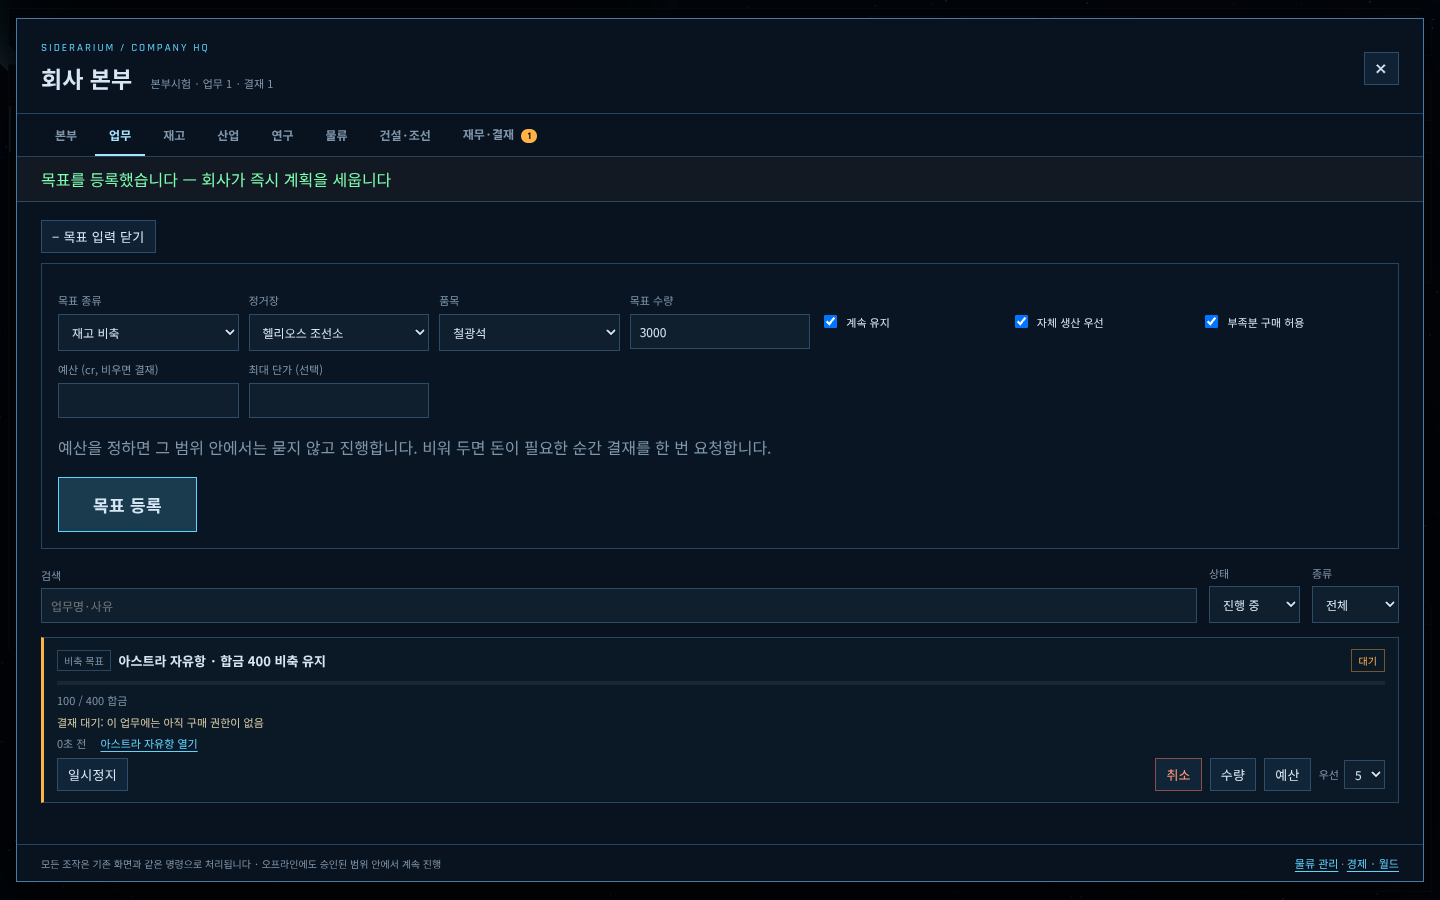 SIDERARIUM / COMPANY HQ
회사 본부 본부시험 · 업무 1 · 결재 1
×
본부 업무 재고 산업 연구 물류 건설·조선 재무·결재 1
목표를 등록했습니다 — 회사가 즉시 계획을 세웁니다
− 목표 입력 닫기
목표 종류 정거장 품목 목표 수량
재고 비축 헬리오스 조선소 철광석 3000 계속 유지 자체 생산 우선 부족분 구매 허용
예산 (cr, 비우면 결재) 최대 단가 (선택)
예산을 정하면 그 범위 안에서는 묻지 않고 진행합니다. 비워 두면 돈이 필요한 순간 결재를 한 번 요청합니다.
목표 등록
검색 상태 종류
업무명·사유 진행 중 전체
비축 목표 아스트라 자유항 · 합금 400 비축 유지 대기
100 / 400 합금
결재 대기: 이 업무에는 아직 구매 권한이 없음
0초 전 아스트라 자유항 열기
일시정지 취소 수량 예산 우선 5
모든 조작은 기존 화면과 같은 명령으로 처리됩니다 · 오프라인에도 승인된 범위 안에서 계속 진행 물류 관리 · 경제 · 월드